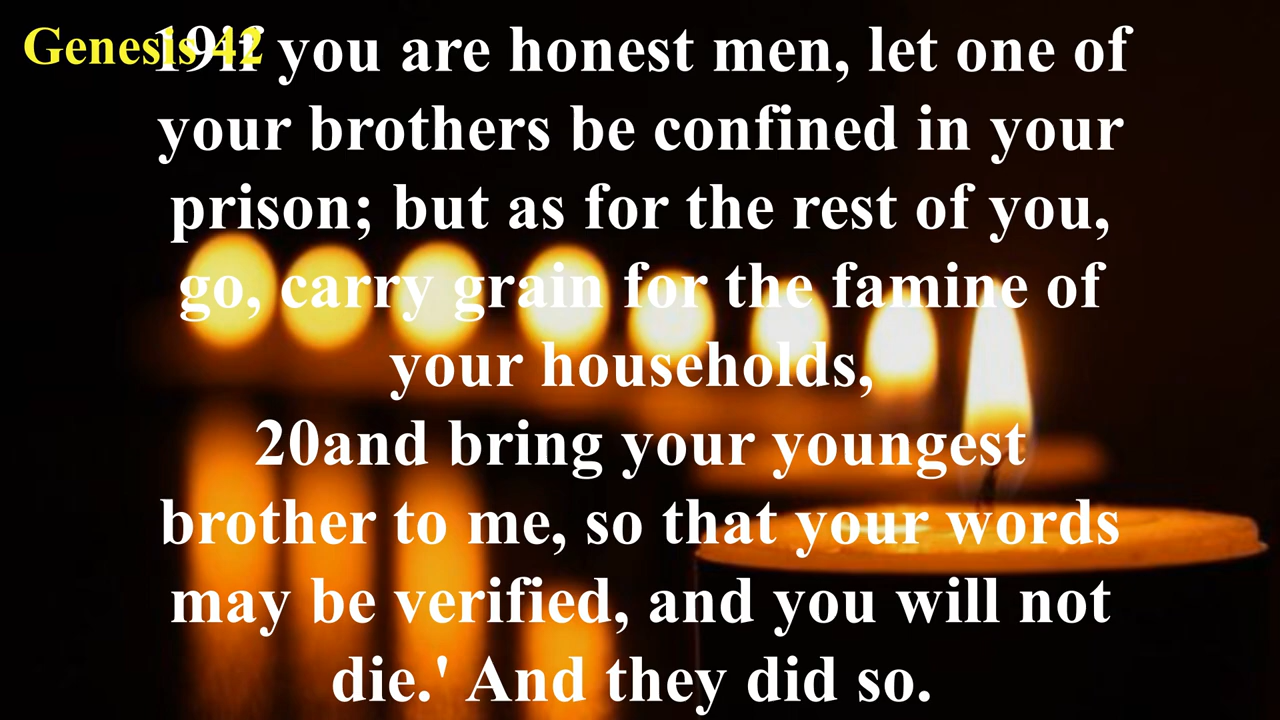 Genesis 42
19if you are honest men, let one of
your brothers be confined in your
prison; but as for the rest of you,
go, carry grain for the famine of
your households,
20and bring your youngest
brother to me, so that your words
may be verified, and you will not
die.' And they did so.